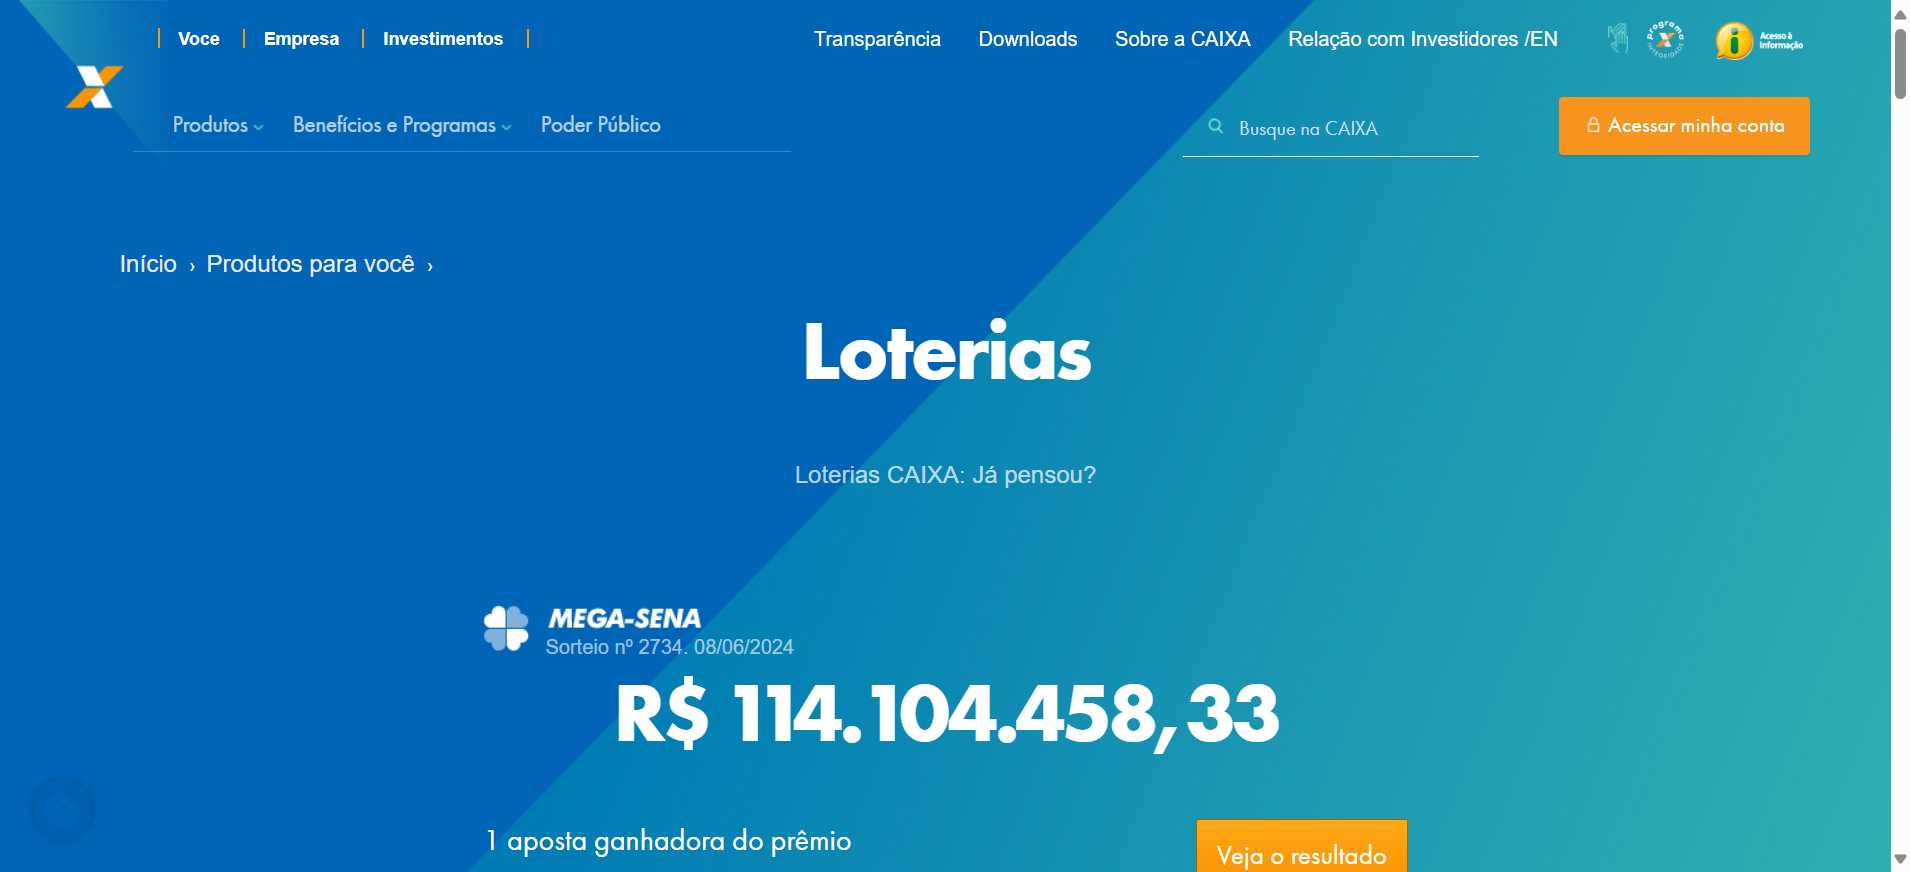 Voce
Empresa
Investimentos
Transparência
Downloads
Sobre a CAIXA
Relação com Investidores /EN
programa
INTEGRIDADE
Acesso à
Informação
Produtos
Benefícios e Programas
Poder Público
Busque na CAIXA
Acessar minha conta
Início › Produtos para você ›
Loterias
Loterias CAIXA: Já pensou?
MEGA-SENA
Sorteio nº 2734. 08/06/2024
R$ 114.104.458,33
1 aposta ganhadora do prêmio
Veja o resultado